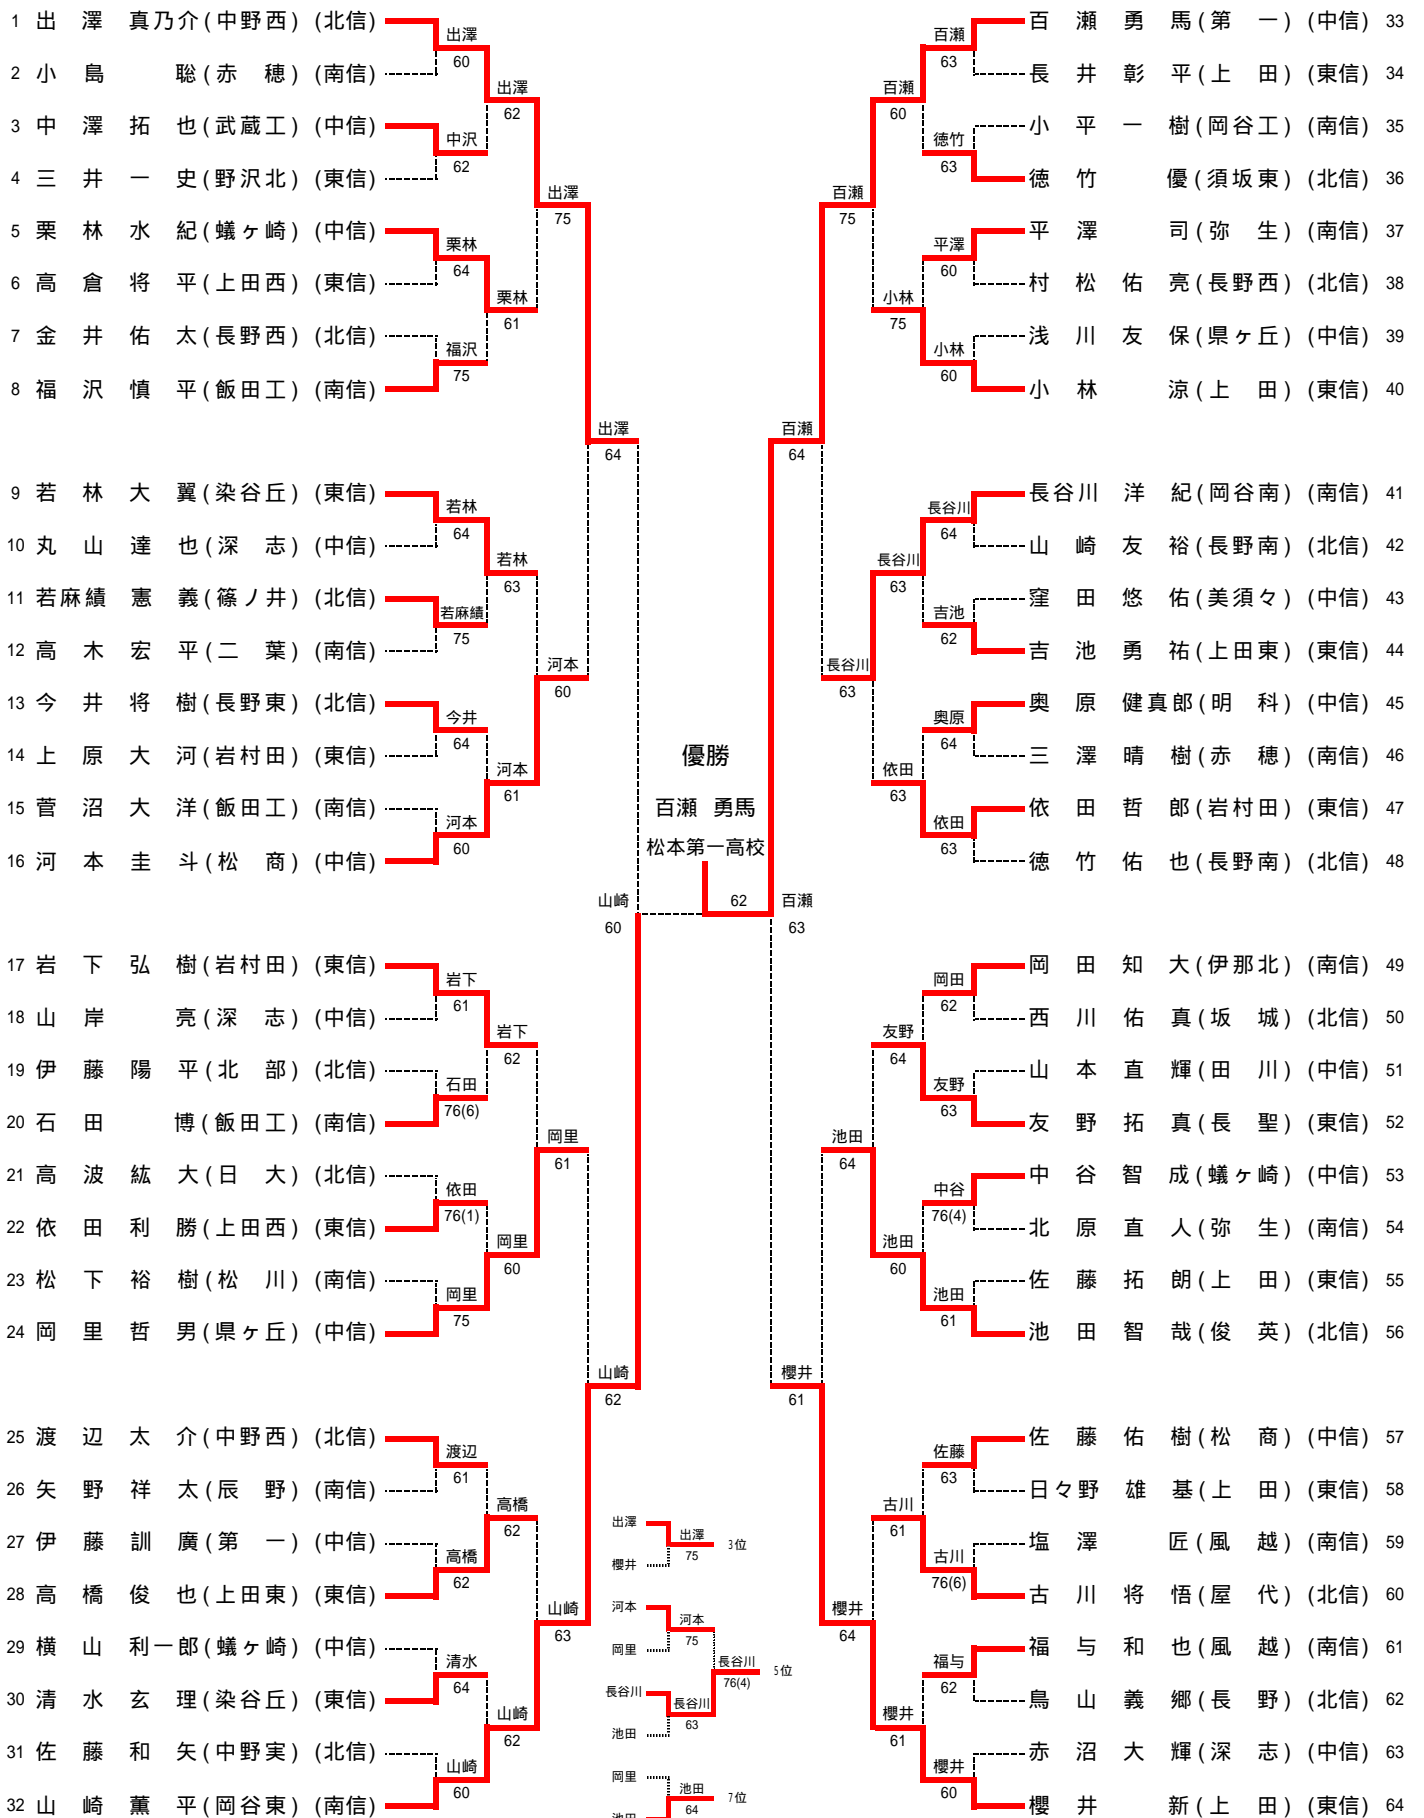 1 出澤 真乃介(中野西)(北信)
2 小島 聡(赤穂)(南信)
3 中澤拓也(武蔵工)(中信)
4 三井一史(野沢北)(東信)
5 栗林水紀(蟻ヶ崎)(中信)
6 高倉将平(上田西)(東信)
7 金井佑太(長野西)(北信)
8 福沢慎平(飯田工)(南信)
9 若林大翼(染谷丘)(東信)
10 丸山達也(深志)(中信)
11 若麻績憲義(篠ノ井)(北信)
12 高木宏平(二葉)(南信)
13 今井将樹(長野東)(北信)
14 上原大河(岩村田)(東信)
15 菅沼大洋(飯田工)(南信)
16 河本圭斗(松商)(中信)
17 岩下弘樹(岩村田)(東信)
18 山岸 亮(深志)(中信)
19 伊藤陽平(北部)(北信)
20 石田 博(飯田工)(南信)
21 高波紘大(日大)(北信)
22 依田利勝(上田西)(東信)
23 松下裕樹(松川)(南信)
24 岡里哲男(県ヶ丘)(中信)
25 渡辺太介(中野西)(北信)
26 矢野祥太(辰野)(南信)
27 伊藤訓廣(第一)(中信)
28 高橋俊也(上田東)(東信)
29 横山利一郎(蟻ヶ崎)(中信)
30 清水玄理(染谷丘)(東信)
31 佐藤和矢(中野実)(北信)
32 山崎薫平(岡谷東)(南信)
出澤
60
中沢
62
栗林
64
福沢
75
若林
64
若麻績
75
今井
64
河本
60
岩下
61
石田
76(6)
依田
76(1)
岡里
75
渡辺
61
高橋
62
清水
64
山崎
60
出澤
62
栗林
61
若林
63
河本
61
岩下
62
岡里
60
高橋
62
山崎
62
出澤
75
河本
60
岡里
61
山崎
63
出澤
64
山崎
62
山崎
60
優勝
百瀬 勇馬
松本第一高校
62
百瀬
63
百瀬
64
櫻井
61
百瀬
75
長谷川
63
池田
64
櫻井
64
百瀬
60
小林
75
長谷川
63
依田
63
友野
64
池田
60
古川
61
櫻井
61
百瀬
63
徳竹
63
平澤
60
小林
60
長谷川
64
吉池
62
奥原
64
依田
63
岡田
62
友野
63
中谷
76(4)
池田
61
佐藤
63
古川
76(6)
福与
62
櫻井
60
百瀬勇馬(第一)(中信) 33
長井彰平(上田)(東信) 34
小平一樹(岡谷工)(南信) 35
徳竹 優(須坂東)(北信) 36
平澤 司(弥生)(南信) 37
村松佑亮(長野西)(北信) 38
浅川友保(県ヶ丘)(中信) 39
小林 涼(上田)(東信) 40
長谷川洋紀(岡谷南)(南信) 41
山崎友裕(長野南)(北信) 42
窪田悠佑(美須々)(中信) 43
吉池勇祐(上田東)(東信) 44
奥原健真郎(明科)(中信) 45
三澤晴樹(赤穂)(南信) 46
依田哲郎(岩村田)(東信) 47
徳竹佑也(長野南)(北信) 48
岡田知大(伊那北)(南信) 49
西川佑真(坂城)(北信) 50
山本直輝(田川)(中信) 51
友野拓真(長聖)(東信) 52
中谷智成(蟻ヶ崎)(中信) 53
北原直人(弥生)(南信) 54
佐藤拓朗(上田)(東信) 55
池田智哉(俊英)(北信) 56
佐藤佑樹(松商)(中信) 57
日々野雄基(上田)(東信) 58
塩澤 匠(風越)(南信) 59
古川将悟(屋代)(北信) 60
福与和也(風越)(南信) 61
鳥山義郷(長野)(北信) 62
赤沼大輝(深志)(中信) 63
櫻井 新(上田)(東信) 64
出澤
櫻井
出澤
75
3位
河本
岡里
河本
75
長谷川
池田
長谷川
63
長谷川
76(4)
5位
岡里
池田
池田
64
7位